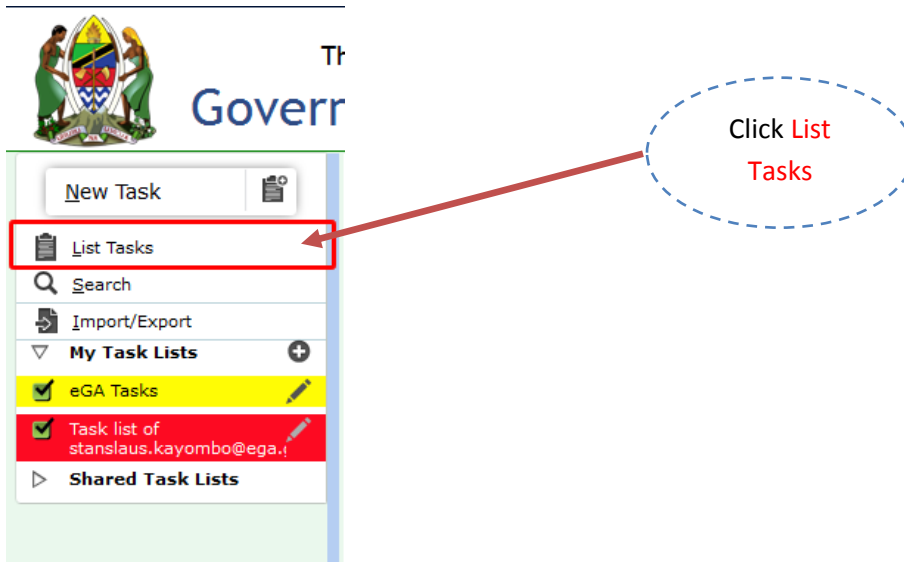 Th
Govern
New Task
List Tasks
Search
Import/Export
My Task Lists
eGA Tasks
Task list of
stanslaus.kayombo@ega.g
Shared Task Lists
Click List
Tasks